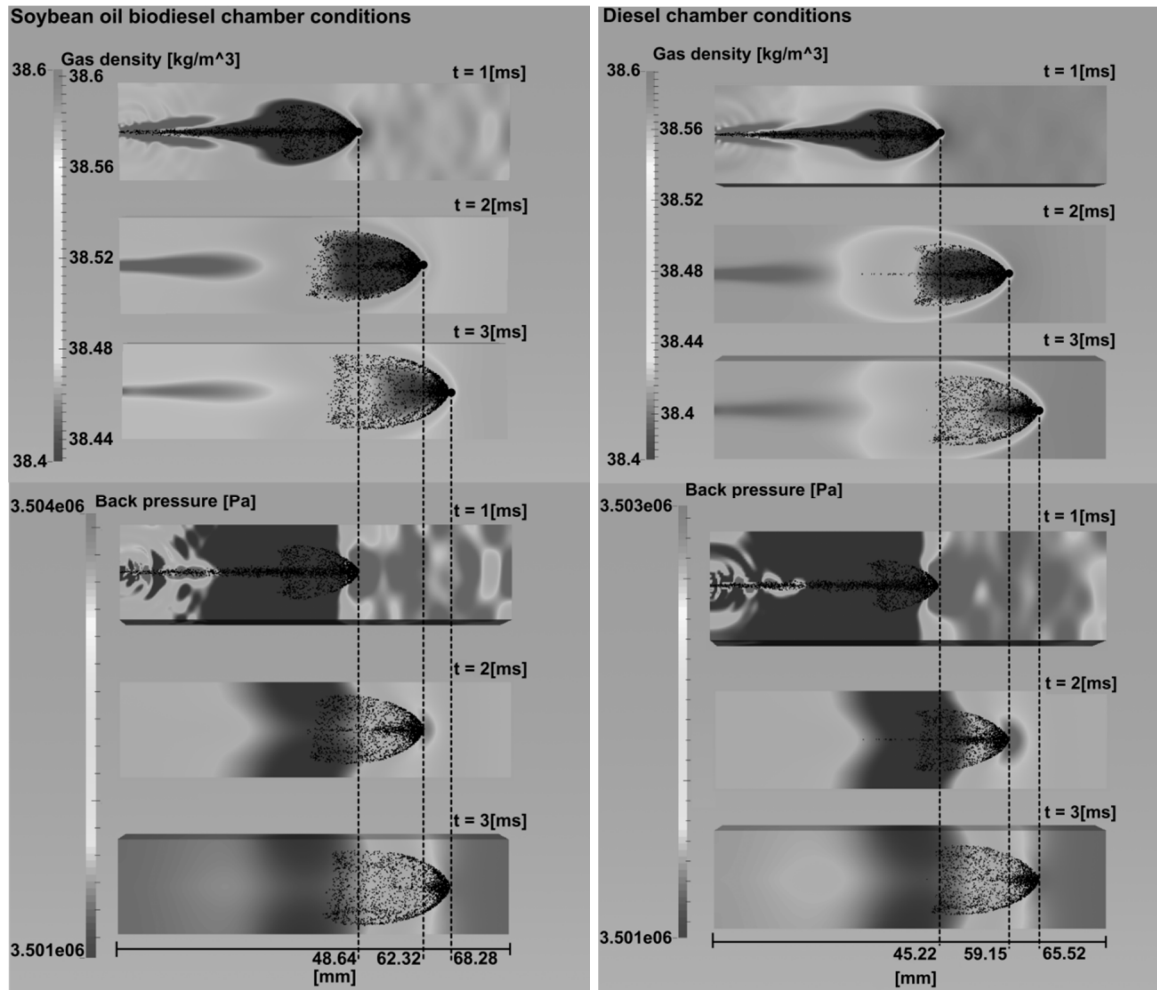 Soybean oil biodiesel chamber conditions
Gas density [kg/m^3]
38.6
38.6
t = 1[ms]
38.56
t = 2[ms]
38.52
t = 3[ms]
38.48
38.44
38.4
Back pressure [Pa]
3.504e06
t = 1[ms]
t = 2[ms]
t = 3[ms]
3.501e06
48.64
62.32
68.28
[mm]
Diesel chamber conditions
Gas density [kg/m^3]
38.6
t = 1[ms]
38.56
38.52
t = 2[ms]
38.48
38.44
t = 3[ms]
38.4
38.4
Back pressure [Pa]
3.503e06
t = 1[ms]
t = 2[ms]
t = 3[ms]
3.501e06
45.22
59.15
65.52
[mm]